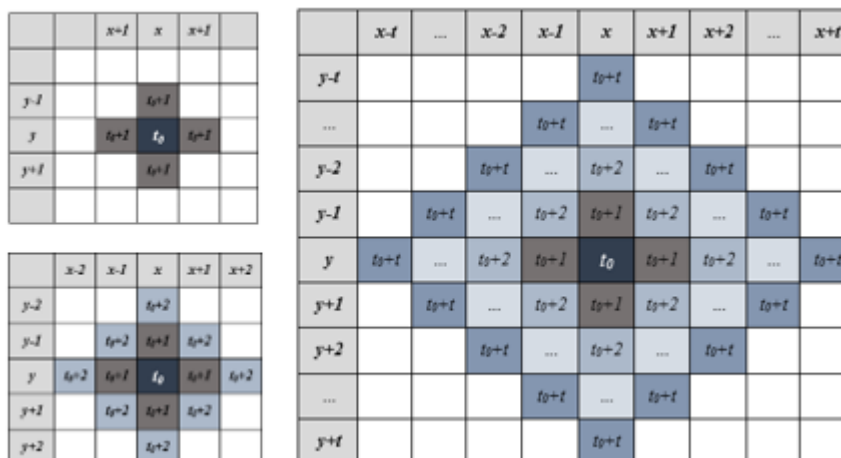 x+1 x x+1
y-1 t₀+1
y t₀+1 t₀ t₀+1
y+1 t₀+1
x-2 x-1 x x+1 x+2
y-2 t₀+2
y-1 t₀+2 t₀+1 t₀+2
y t₀+2 t₀+1 t₀ t₀+1 t₀+2
y+1 t₀+2 t₀+1 t₀+2
y+2 t₀+2
x-t ... x-2 x-1 x x+1 x+2 ... x+t
y-t t₀+t
... t₀+t ... t₀+t
y-2 t₀+t ... t₀+2 ... t₀+t
y-1 t₀+t ... t₀+2 t₀+1 t₀+2 ... t₀+t
y t₀+t ... t₀+2 t₀+1 t₀ t₀+1 t₀+2 ... t₀+t
y+1 t₀+t ... t₀+2 t₀+1 t₀+2 ... t₀+t
y+2 t₀+t ... t₀+2 ... t₀+t
... t₀+t ... t₀+t
y+t t₀+t